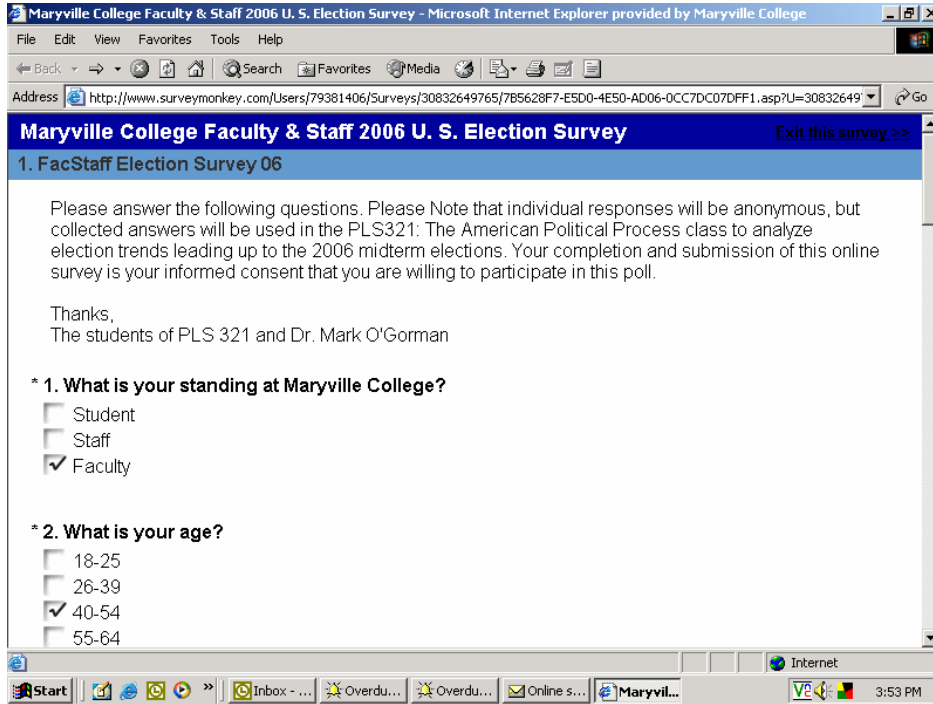 Maryville College Faculty & Staff 2006 U. S. Election Survey - Microsoft Internet Explorer provided by Maryville College
File Edit View Favorites Tools Help
Back Search Favorites Media
Address http://www.surveymonkey.com/Users/79381406/Surveys/30832649765/7B5628F7-E5D0-4E50-AD06-0CC7DC07DFF1.asp?U=30832649 Go
Maryville College Faculty & Staff 2006 U. S. Election Survey Exit this survey >>
1. FacStaff Election Survey 06
Please answer the following questions. Please Note that individual responses will be anonymous, but
collected answers will be used in the PLS321: The American Political Process class to analyze
election trends leading up to the 2006 midterm elections. Your completion and submission of this online
survey is your informed consent that you are willing to participate in this poll.
Thanks,
The students of PLS 321 and Dr. Mark O'Gorman
* 1. What is your standing at Maryville College?
Student
Staff
Faculty
* 2. What is your age?
18-25
26-39
40-54
55-64
Internet
Start » Inbox - ... Overdu... Overdu... Online s... Maryvil... 3:53 PM